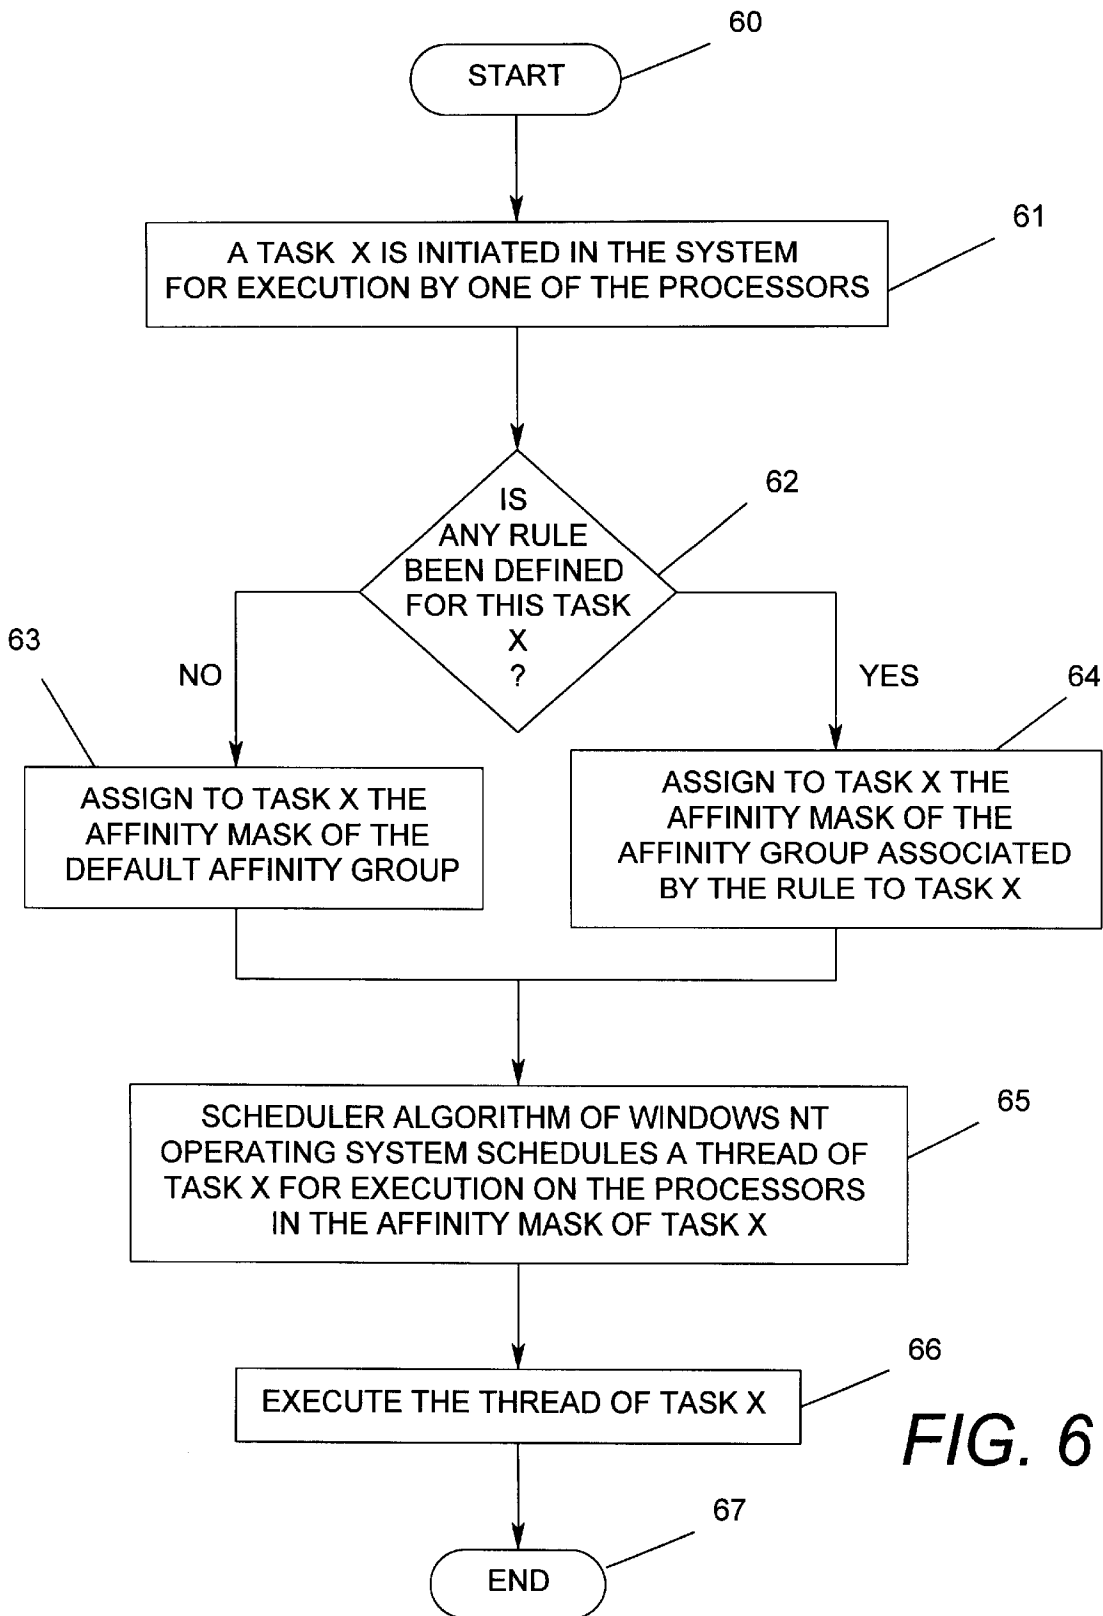 60
START
61
A TASK X IS INITIATED IN THE SYSTEM
FOR EXECUTION BY ONE OF THE PROCESSORS
62
IS
ANY RULE
BEEN DEFINED
FOR THIS TASK
X
?
63
NO
YES
64
ASSIGN TO TASK X THE
AFFINITY MASK OF THE
DEFAULT AFFINITY GROUP
ASSIGN TO TASK X THE
AFFINITY MASK OF THE
AFFINITY GROUP ASSOCIATED
BY THE RULE TO TASK X
65
SCHEDULER ALGORITHM OF WINDOWS NT
OPERATING SYSTEM SCHEDULES A THREAD OF
TASK X FOR EXECUTION ON THE PROCESSORS
IN THE AFFINITY MASK OF TASK X
66
EXECUTE THE THREAD OF TASK X
FIG. 6
67
END